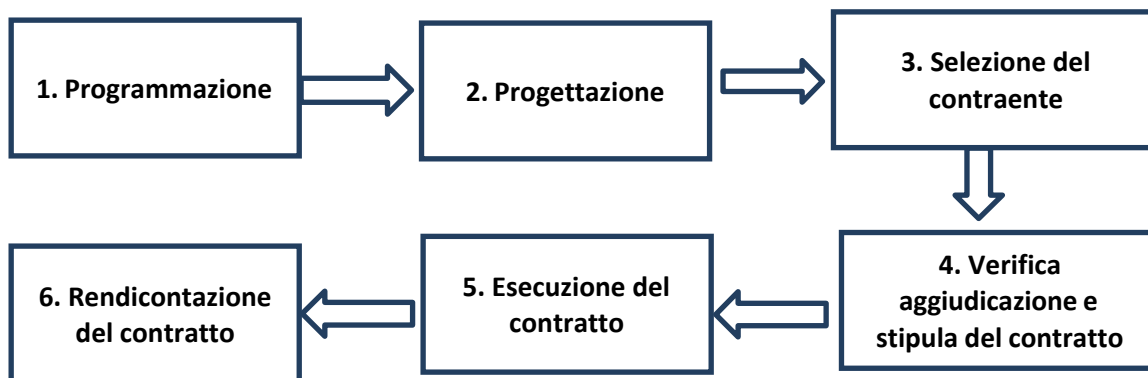 1. Programmazione
2. Progettazione
3. Selezione del
contraente
4. Verifica
aggiudicazione e
stipula del contratto
5. Esecuzione del
contratto
6. Rendicontazione
del contratto